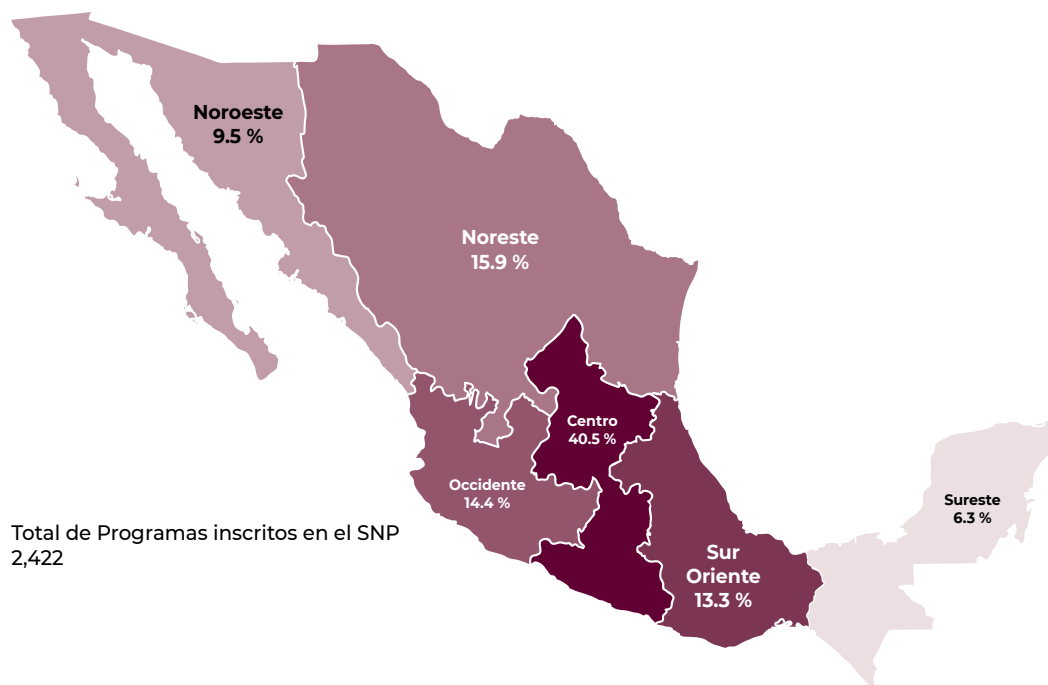 Noroeste
9.5 %
Noreste
15.9 %
Centro
40.5 %
Occidente
14.4 %
Sureste
6.3 %
Total de Programas inscritos en el SNP
2,422
Sur
Oriente
13.3 %